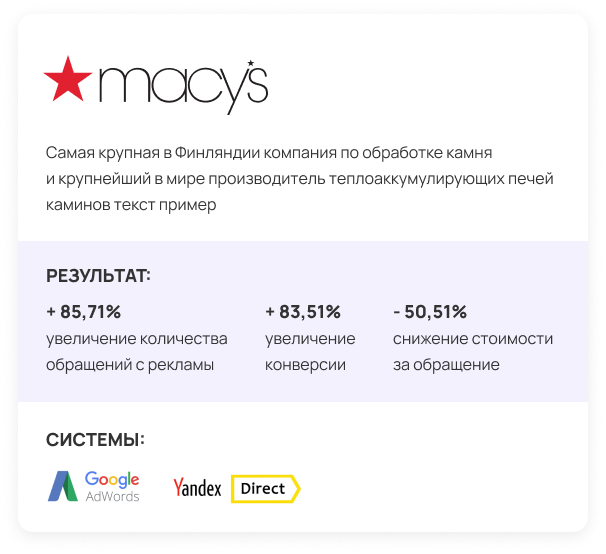 macy's
Самая крупная в Финляндии компания по обработке камня
и крупнейший в мире производитель теплоаккумулирующих печей
каминов текст пример
РЕЗУЛЬТАТ:
+ 85,71%
увеличение количества
обращений с рекламы
+ 83,51%
увеличение
конверсии
- 50,51%
снижение стоимости
за обращение
СИСТЕМЫ:
Google
AdWords
Yandex Direct